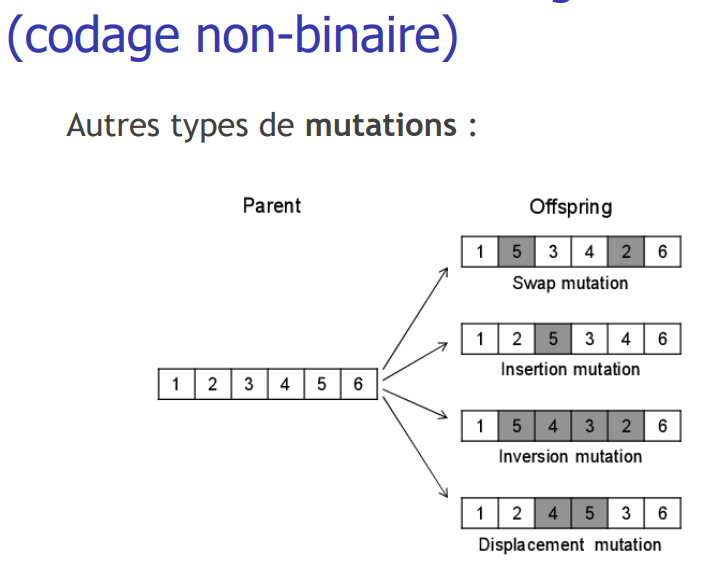 (codage non-binaire)
Autres types de mutations :
Parent
Offspring
1 5 3 4 2 6
Swap mutation
1 2 5 3 4 6
Insertion mutation
1 2 3 4 5 6
1 5 4 3 2 6
Inversion mutation
1 2 4 5 3 6
Displacement mutation